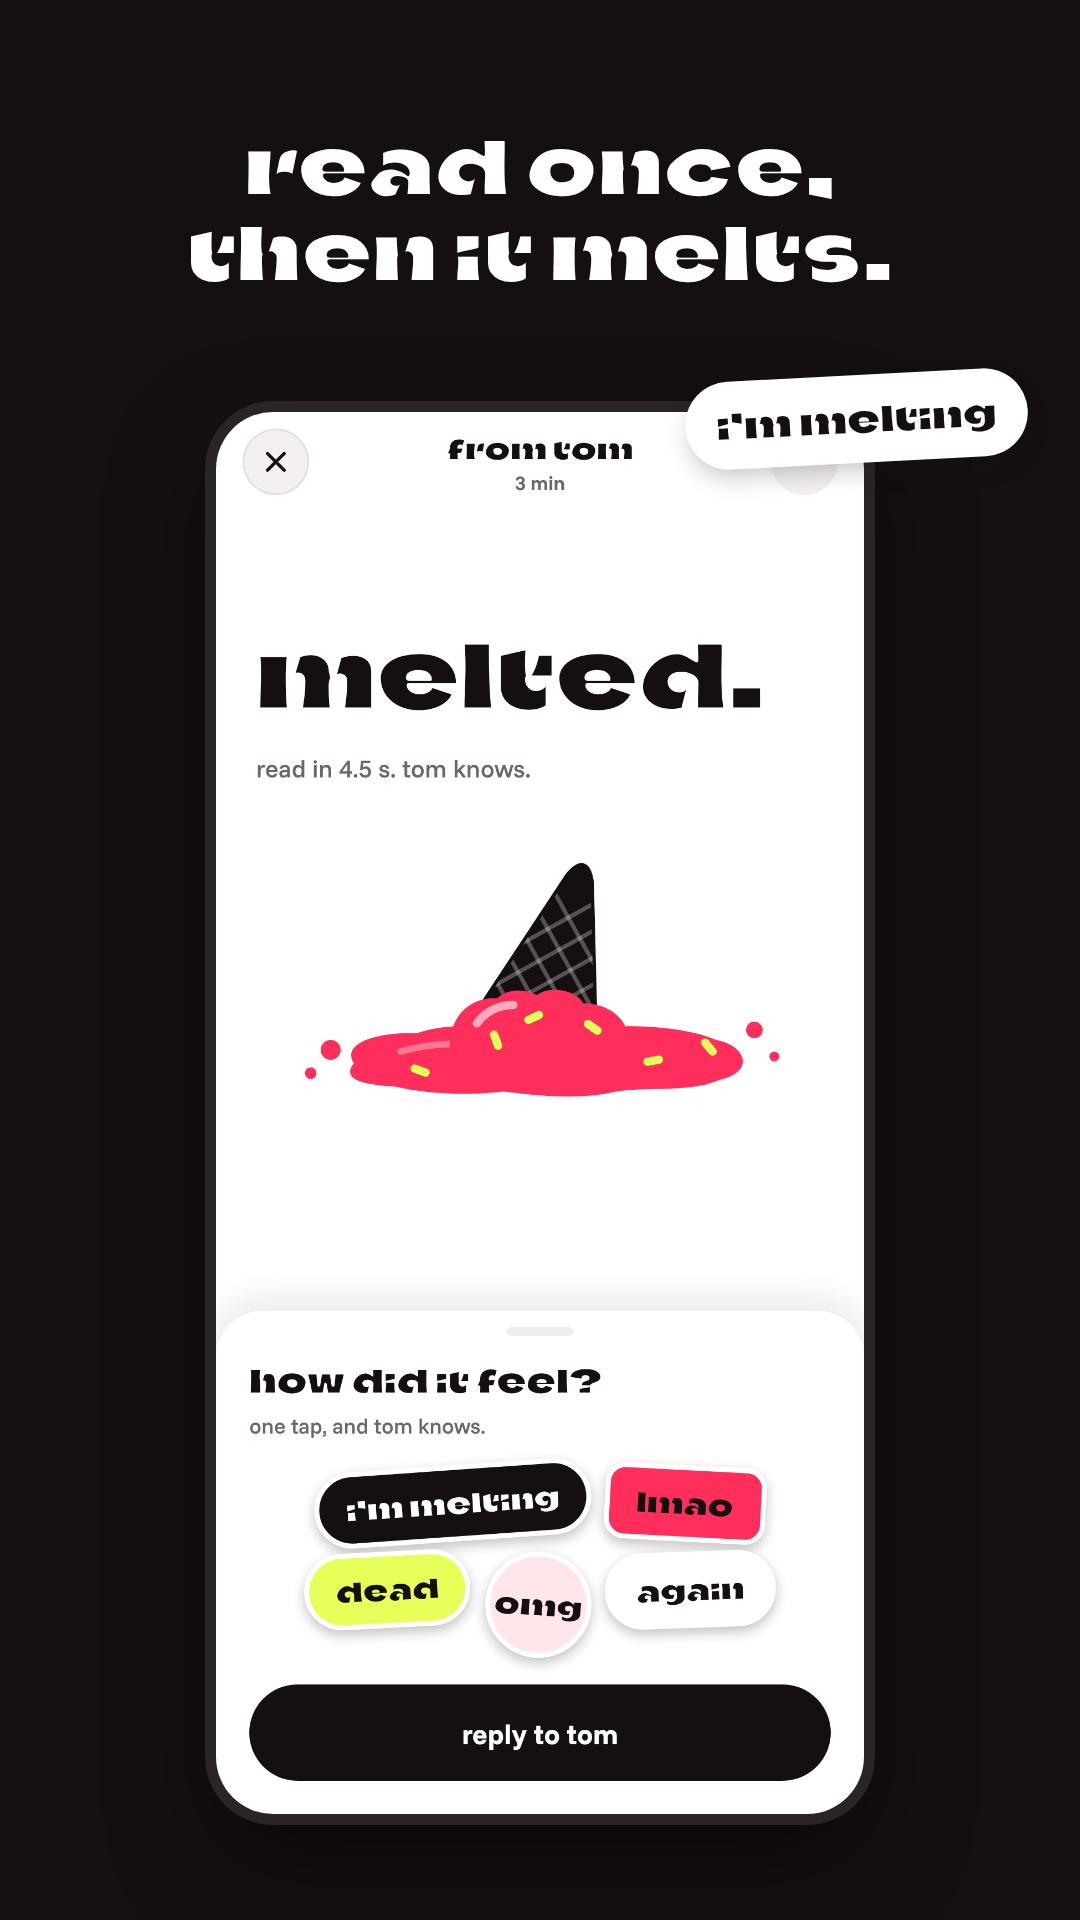 read once.
then it melts.
i'm melting
from tom
3 min
melted.
read in 4.5 s. tom knows.
how did it feel?
one tap, and tom knows.
i'm melting
lmao
dead
omg
again
reply to tom